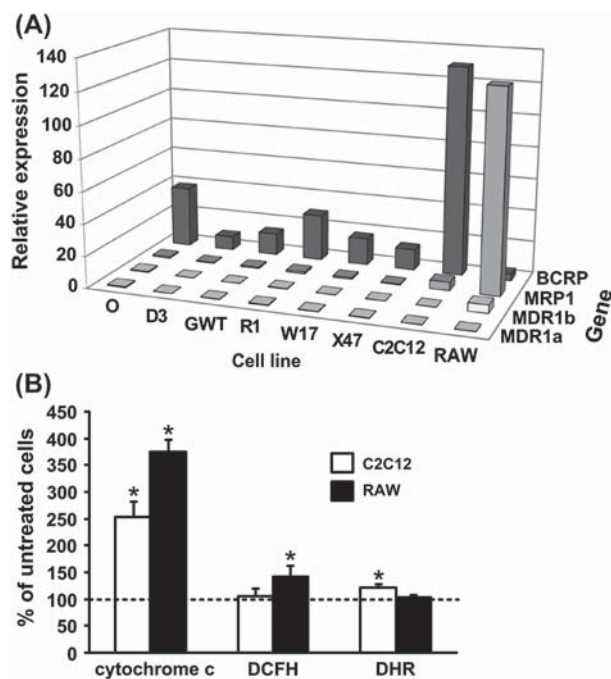 (A)
Relative expression
140
120
100
80
60
40
20
0
O
D3
GWT
R1
W17
X47
C2C12
RAW
Cell line
BCRP
MRP1
MDR1b
MDR1a
Gene
(B)
% of untreated cells
450
400
350
300
250
200
150
100
50
0
* * * *
C2C12
RAW
cytochrome c DCFH DHR